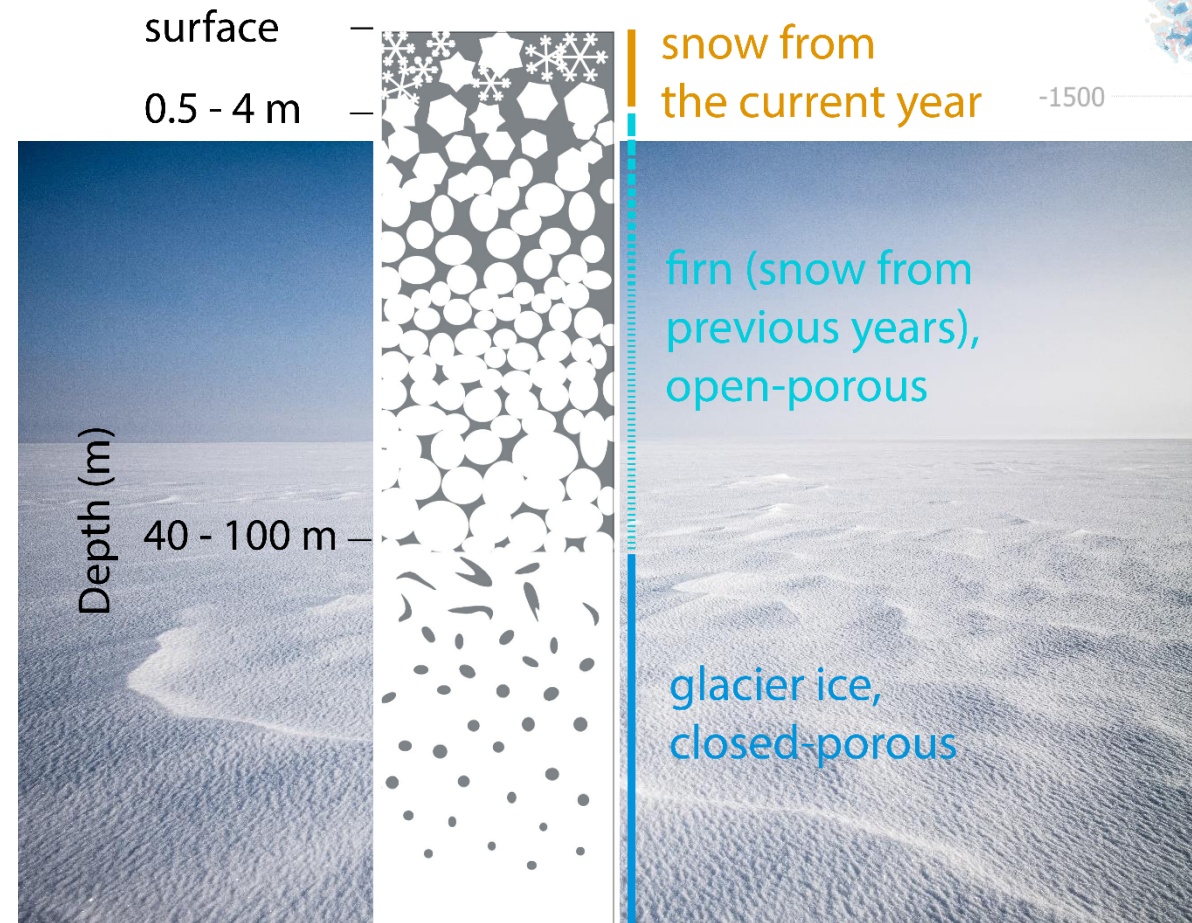 surface
0.5 - 4 m
Depth (m)
40 - 100 m
snow from
the current year
-1500
firn (snow from
previous years),
open-porous
glacier ice,
closed-porous